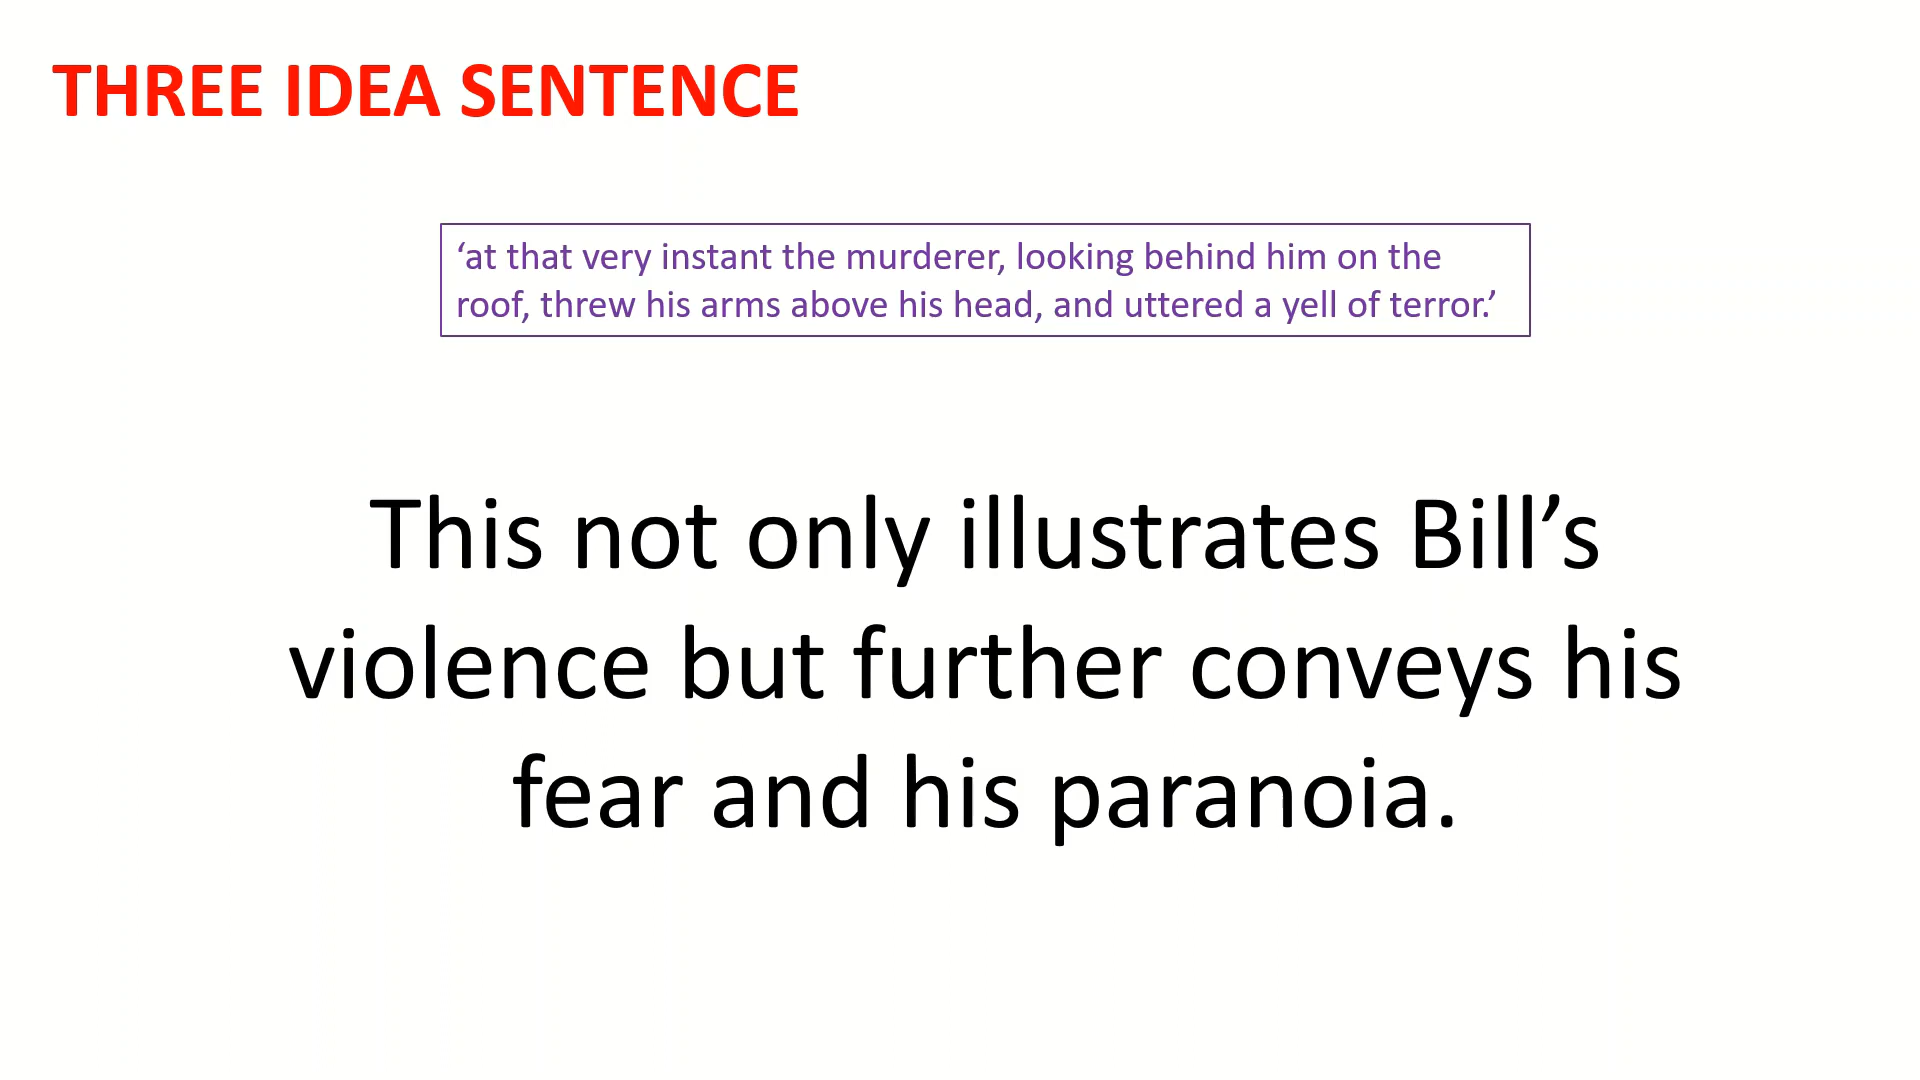 THREE IDEA SENTENCE
‘at that very instant the murderer, looking behind him on the
roof, threw his arms above his head, and uttered a yell of terror.’
This not only illustrates Bill’s
violence but further conveys his
fear and his paranoia.